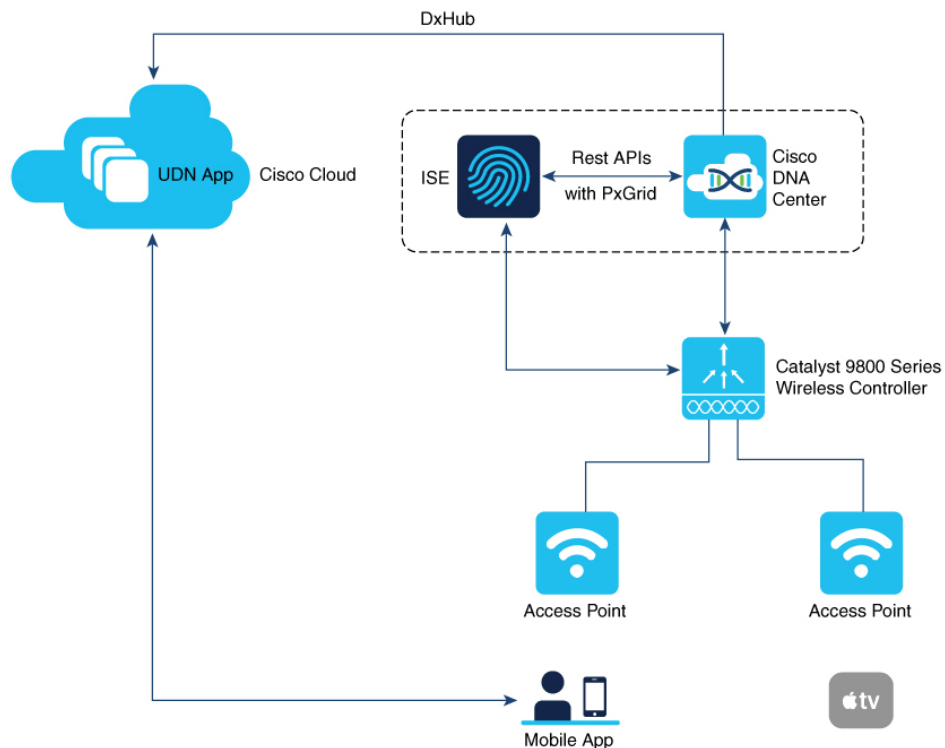 DxHub
UDN App
Cisco Cloud
ISE
Rest APIs
with PxGrid
Cisco
DNA
Center
Catalyst 9800 Series
Wireless Controller
Access Point
Access Point
Mobile App
tv